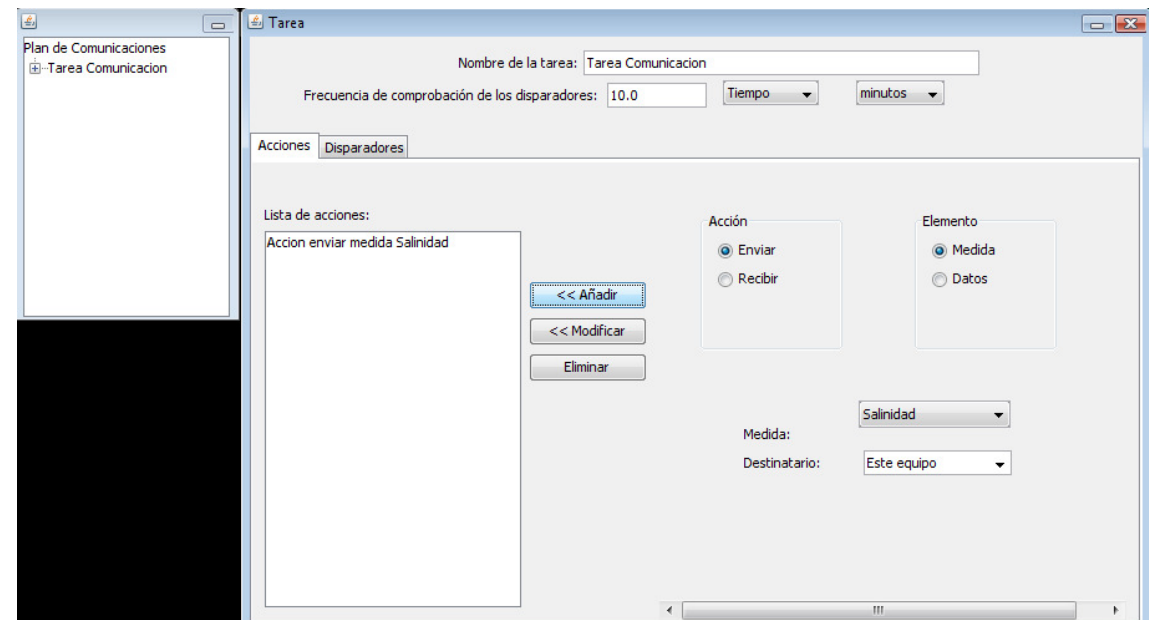 Tarea
Plan de Comunicaciones
Tarea Comunicacion
Nombre de la tarea: Tarea Comunicacion
Frecuencia de comprobación de los disparadores: 10.0 Tiempo minutos
Acciones Disparadores
Lista de acciones:
Accion enviar medida Salinidad
<< Añadir
<< Modificar
Eliminar
Acción
Enviar
Recibir
Elemento
Medida
Datos
Medida: Salinidad
Destinatario: Este equipo